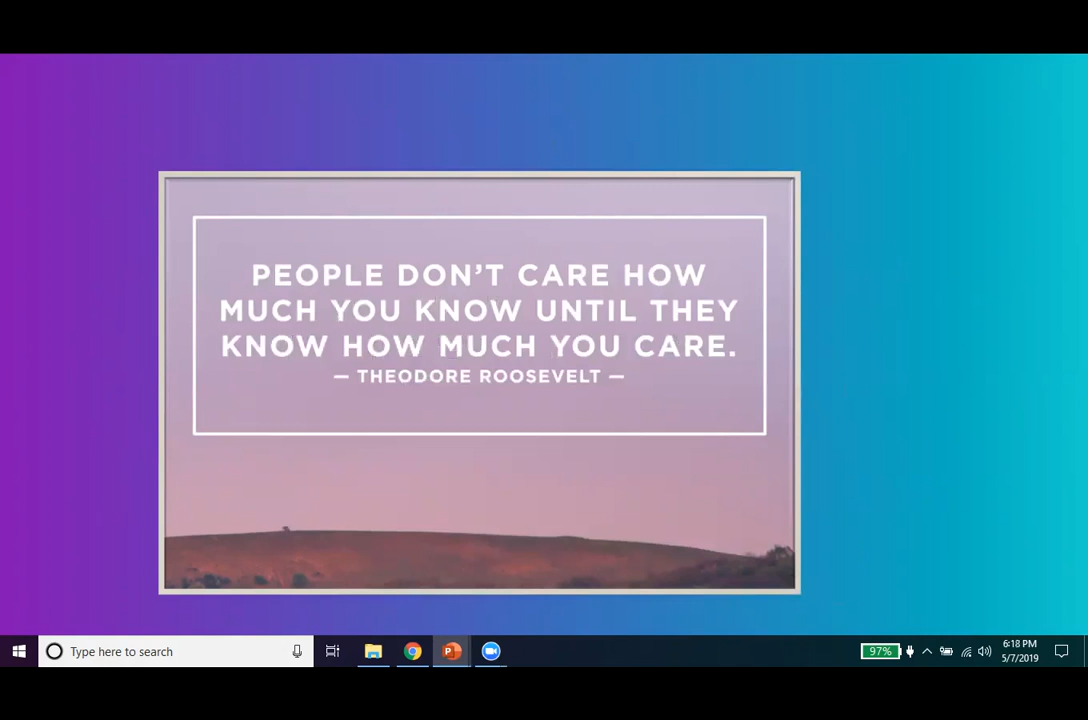 PEOPLE DON'T CARE HOW
MUCH YOU KNOW UNTIL THEY
KNOW HOW MUCH YOU CARE.
— THEODORE ROOSEVELT —
Type here to search
97%
6:18 PM
5/7/2019